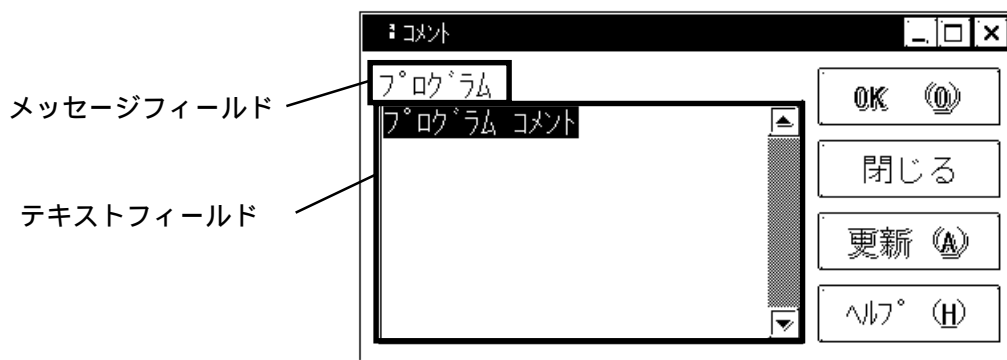 コメント
メッセージフィールド
プログラム
プログラム コメント
テキストフィールド
OK (O)
閉じる
更新 (A)
ヘルプ (H)